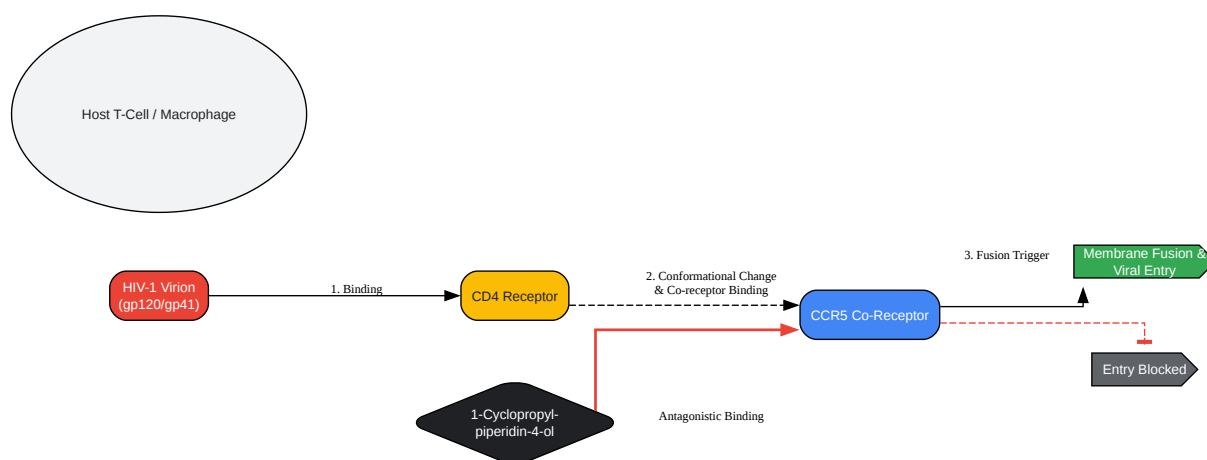 Host T-Cell / Macrophage
3. Fusion Trigger
Membrane Fusion &
Viral Entry
HIV-1 Virion
(gp120/gp41)
1. Binding
CD4 Receptor
2. Conformational Change
& Co-receptor Binding
CCR5 Co-Receptor
Entry Blocked
1-Cyclopropyl-
piperidin-4-ol
Antagonistic Binding